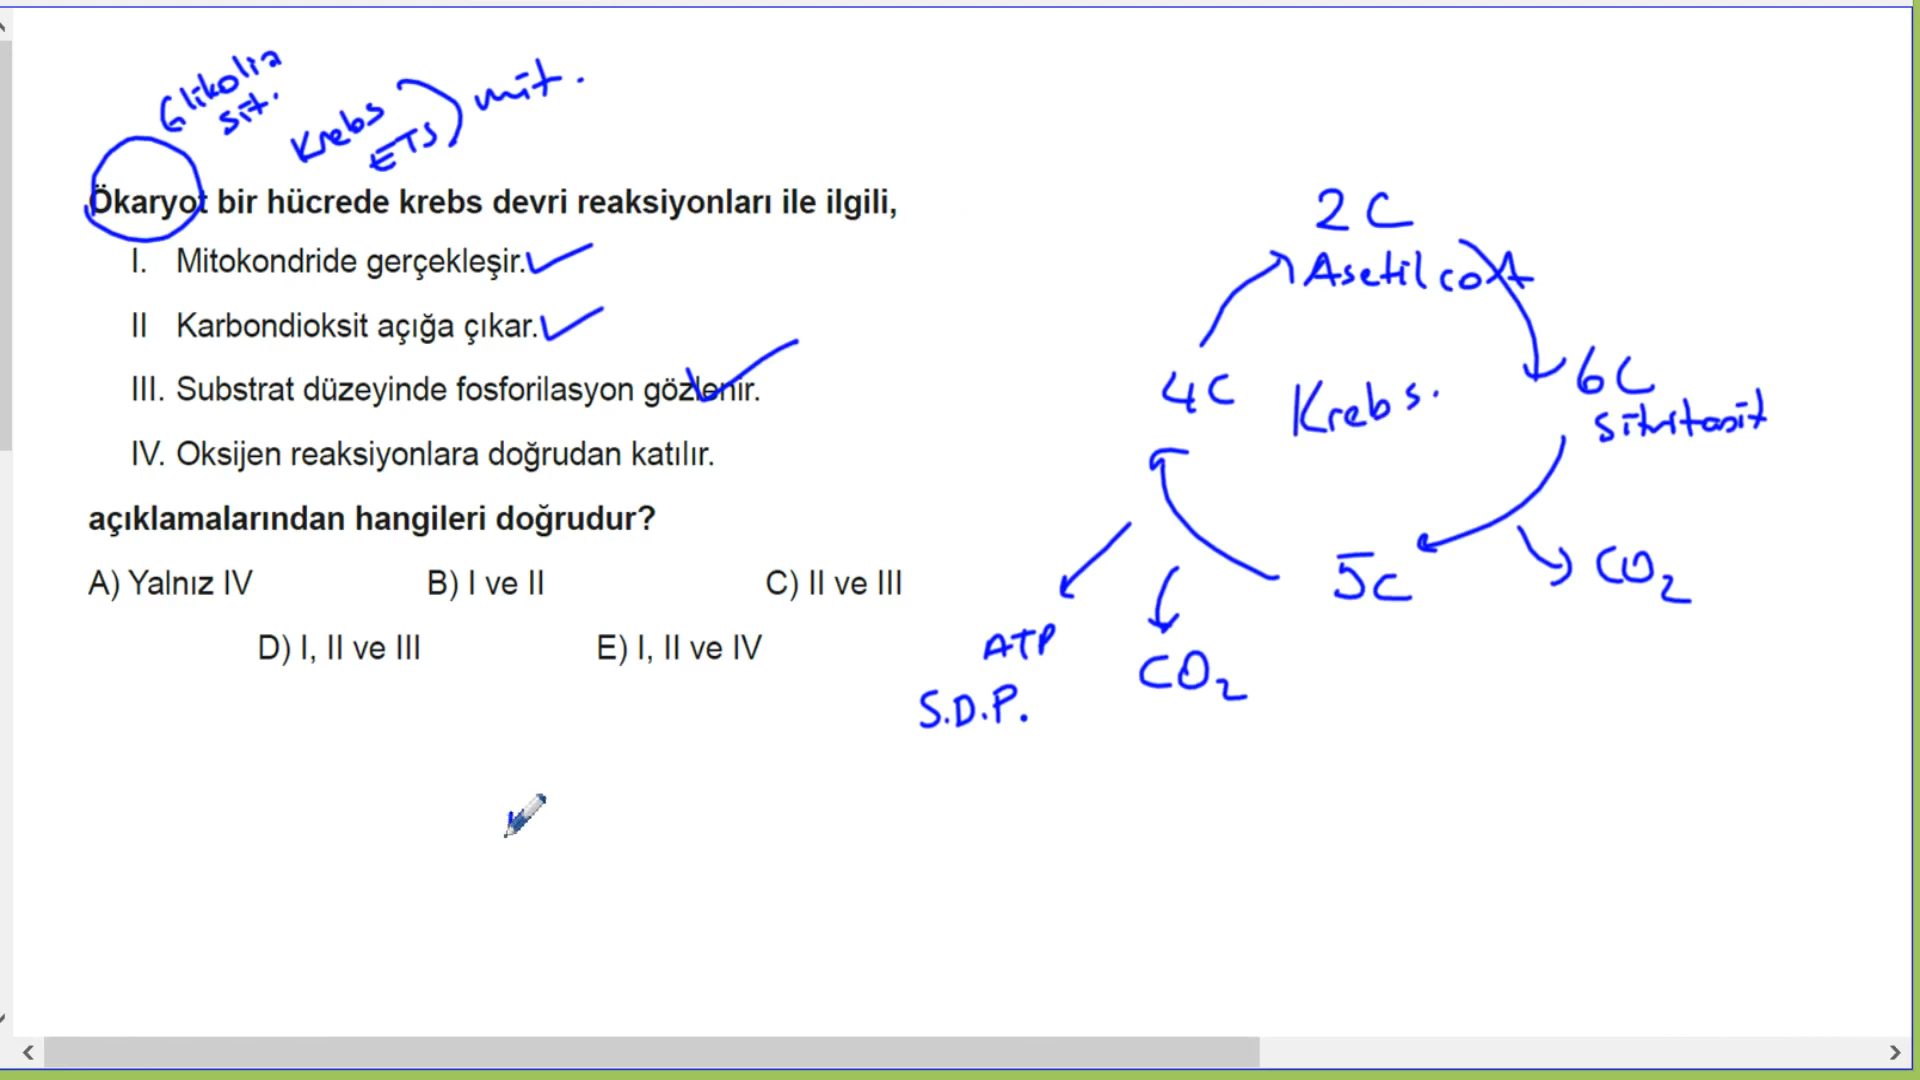 Glikoliz
sit.
Krebs
ETS
mit.
Ökaryot bir hücrede krebs devri reaksiyonları ile ilgili,
I. Mitokondride gerçekleşir.
II Karbondioksit açığa çıkar.
III. Substrat düzeyinde fosforilasyon gözlenir.
IV. Oksijen reaksiyonlara doğrudan katılır.
açıklamalarından hangileri doğrudur?
A) Yalnız IV B) I ve II C) II ve III
D) I, II ve III E) I, II ve IV
2C
Asetil coA
4C
Krebs.
6C
sitritasit
5C
CO2
ATP
CO2
S.D.P.